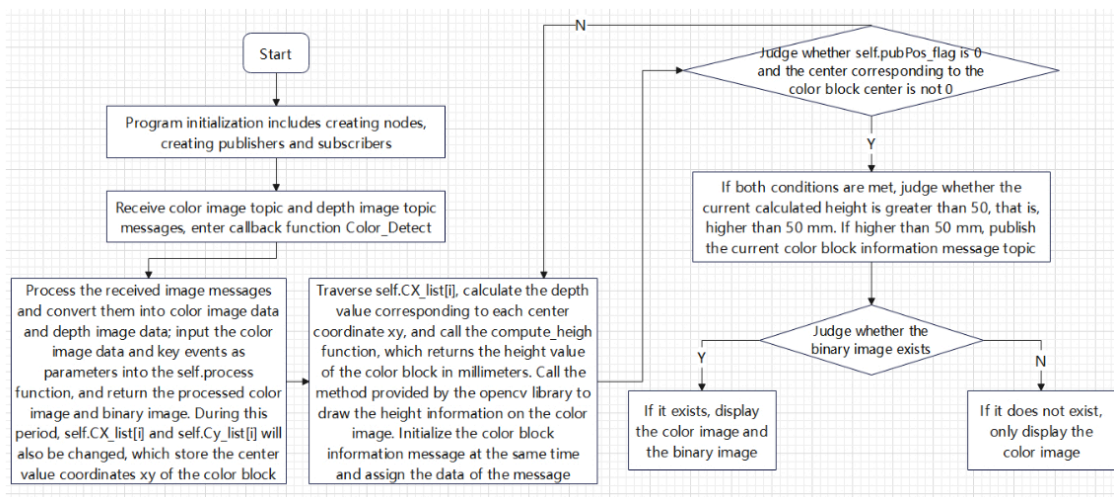 Start
Program initialization includes creating nodes,
creating publishers and subscribers
Receive color image topic and depth image topic
messages, enter callback function Color_Detect
Process the received image messages
and convert them into color image data
and depth image data; input the color
image data and key events as
parameters into the self.process
function, and return the processed color
image and binary image. During this
period, self.CX_list[i] and self.Cy_list[i] will
also be changed, which store the center
value coordinates xy of the color block
Traverse self.CX_list[i], calculate the depth
value corresponding to each center
coordinate xy, and call the compute_heigh
function, which returns the height value
of the color block in millimeters. Call the
method provided by the opencv library to
draw the height information on the color
image. Initialize the color block
information message at the same time
and assign the data of the message
N
Judge whether self.pubPos_flag is 0
and the center corresponding to the
color block center is not 0
Y
If both conditions are met, judge whether the
current calculated height is greater than 50, that is,
higher than 50 mm. If higher than 50 mm, publish
the current color block information message topic
Judge whether the
binary image exists
Y
N
If it exists, display
the color image and
the binary image
If it does not exist,
only display the
color image